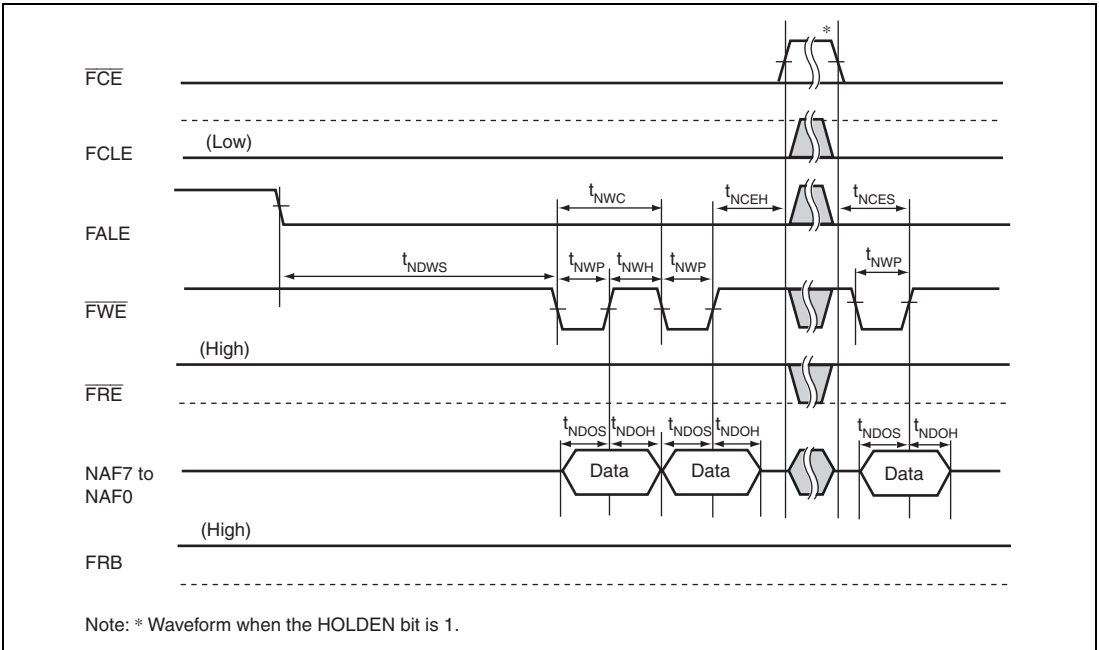 *
FCE
(Low)
FCLE
tNWC
tNCEH
tNCES
FALE
tNDWS
tNWP
tNWH
tNWP
tNWP
FWE
(High)
FRE
tNDOS
tNDOH
tNDOS
tNDOH
tNDOS
tNDOH
NAF7 to
NAF0
Data
Data
Data
(High)
FRB
Note: * Waveform when the HOLDEN bit is 1.